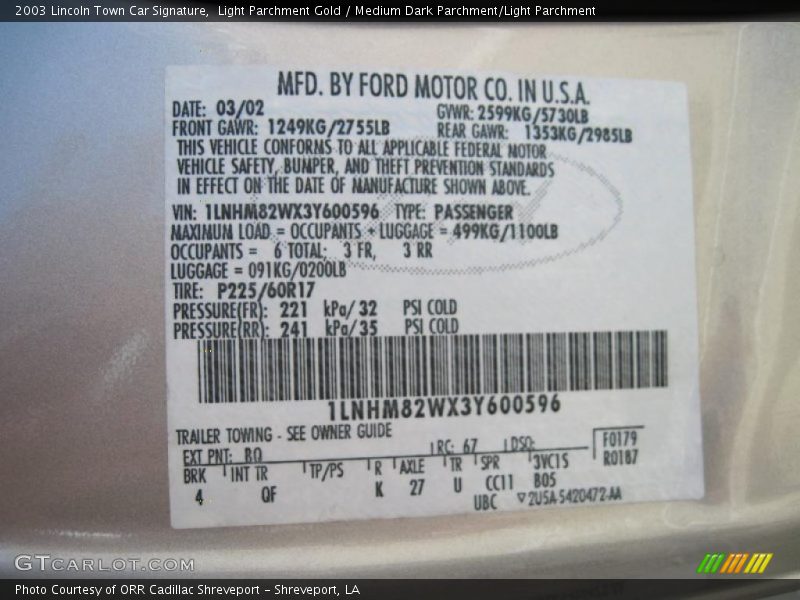 2003 Lincoln Town Car Signature, Light Parchment Gold / Medium Dark Parchment/Light Parchment
MFD. BY FORD MOTOR CO. IN U.S.A.
DATE: 03/02 GVWR: 2599KG/5730LB
FRONT GAWR: 1249KG/2755LB REAR GAWR: 1353KG/2985LB
THIS VEHICLE CONFORMS TO ALL APPLICABLE FEDERAL MOTOR
VEHICLE SAFETY, BUMPER, AND THEFT PREVENTION STANDARDS
IN EFFECT ON THE DATE OF MANUFACTURE SHOWN ABOVE.
VIN: 1LNHM82WX3Y600596 TYPE: PASSENGER
MAXIMUM LOAD = OCCUPANTS + LUGGAGE = 499KG/1100LB
OCCUPANTS = 6 TOTAL: 3 FR, 3 RR
LUGGAGE = 091KG/0200LB
TIRE: P225/60R17
PRESSURE(FR): 221 kPa/32 PSI COLD
PRESSURE(RR): 241 kPa/35 PSI COLD
1LNHM82WX3Y600596
TRAILER TOWING - SEE OWNER GUIDE
EXT PNT: BQ RC: 67 DSO: F0179
BRK INT TR TP/PS R AXLE TR SPR 3VC15 R0187
4 QF K 27 U CC11 B05
UBC ▽2U5A-5420472-AA
GTCARLOT.COM
Photo Courtesy of ORR Cadillac Shreveport – Shreveport, LA